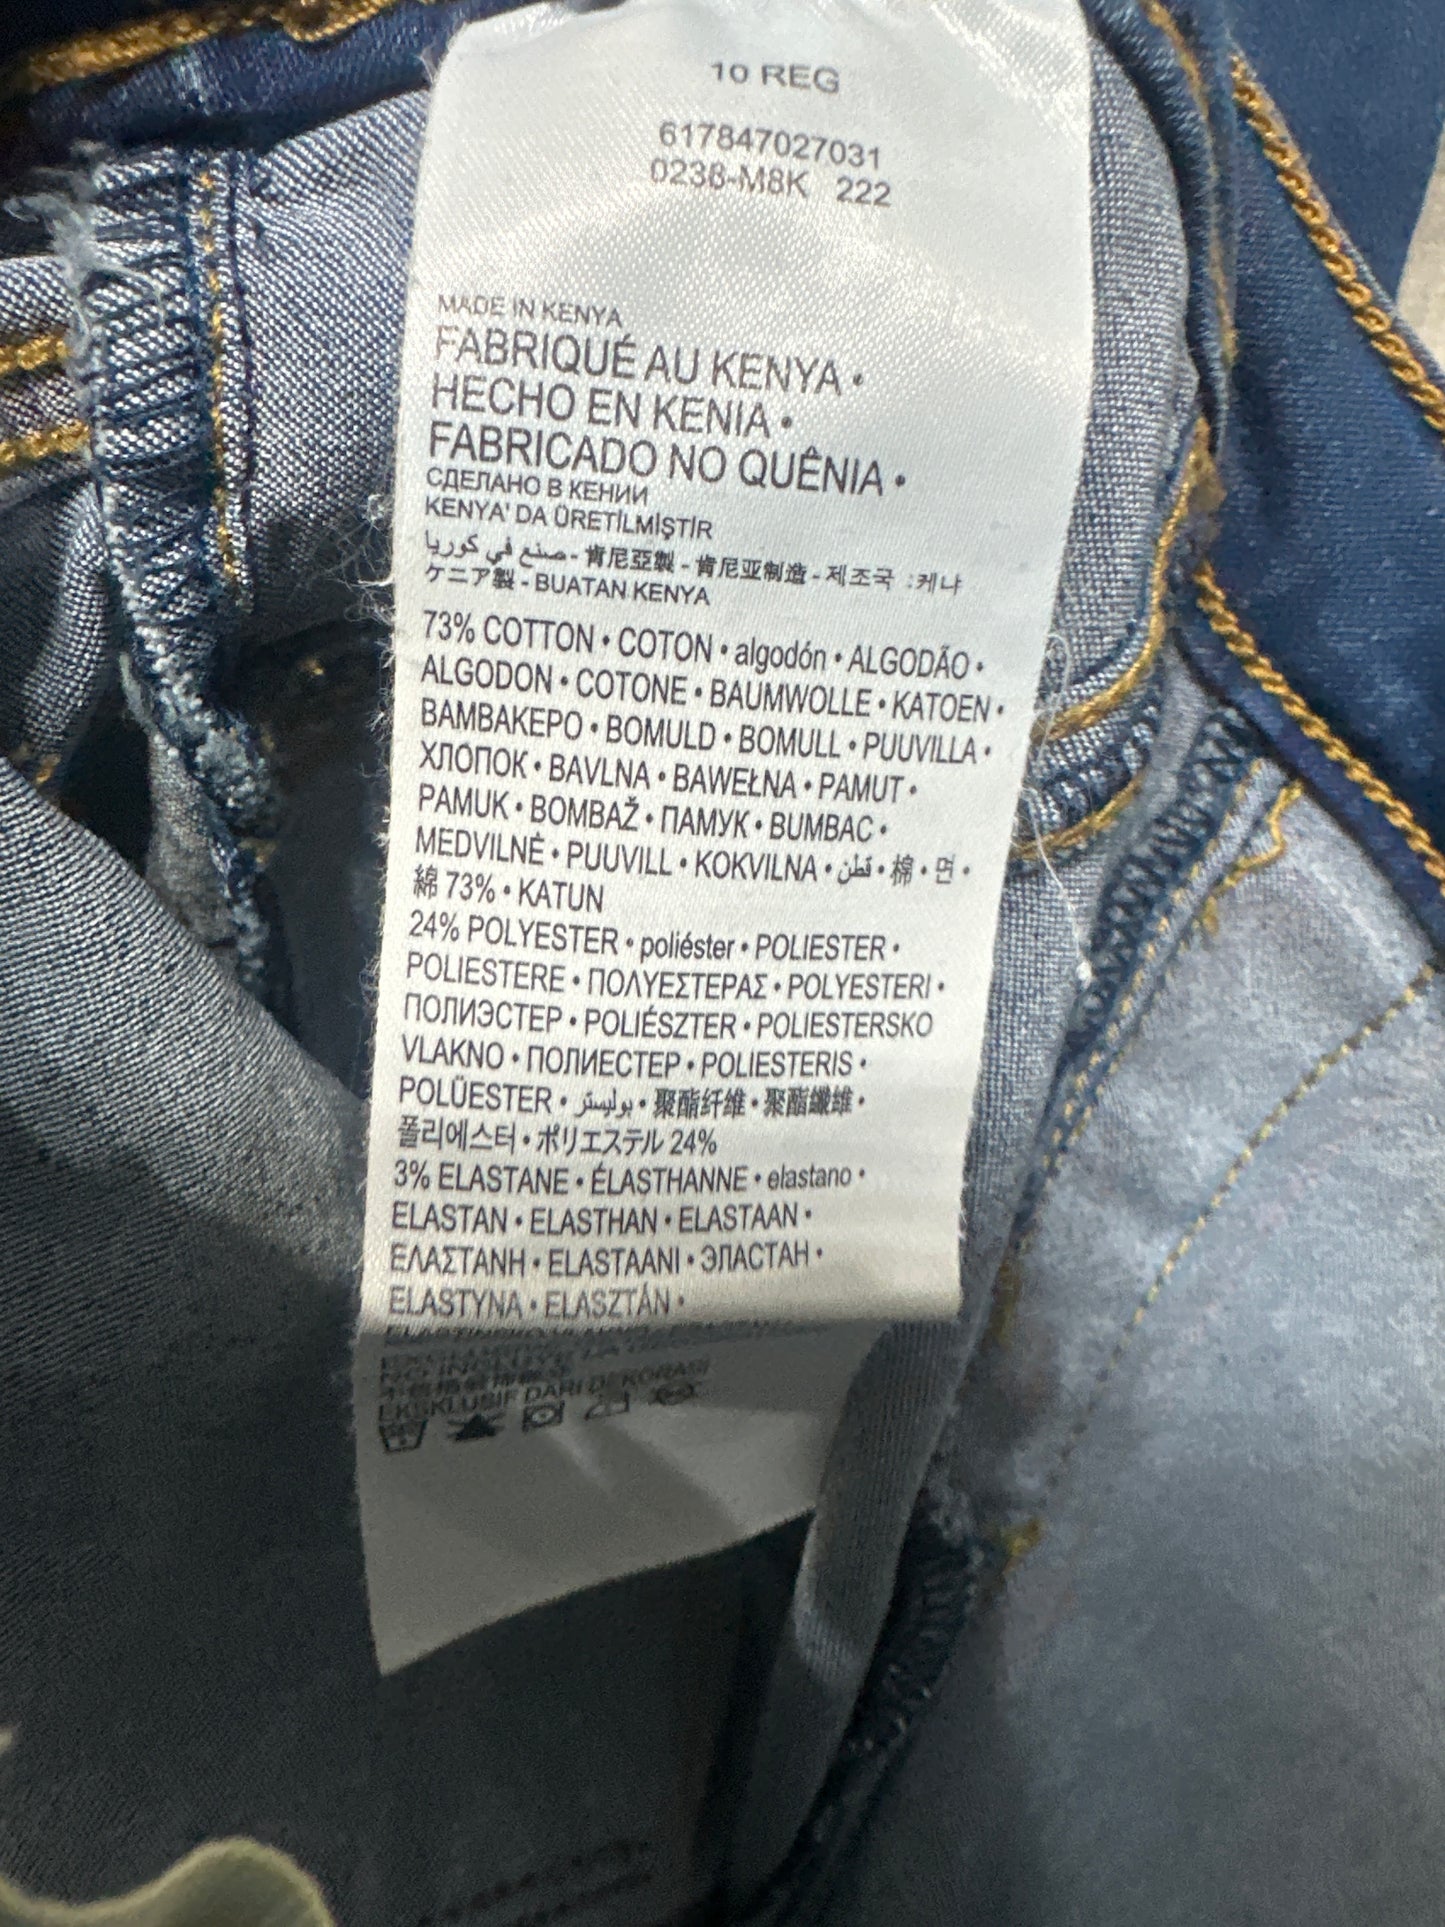 10 REG
617847027031
0238-M8K 222
MADE IN KENYA
FABRIQUÉ AU KENYA •
HECHO EN KENIA •
FABRICADO NO QUÊNIA •
СДЕЛАНО В КЕНИИ
KENYA' DA ÜRETİLMİŞTİR
صنع في كوريا - 肯尼亞製 - 肯尼亚制造 - 제조국 :케냐
ケニア製 - BUATAN KENYA
73% COTTON • COTON • algodón • ALGODÃO •
ALGODON • COTONE • BAUMWOLLE • KATOEN •
BAMBAKEPO • BOMULD • BOMULL • PUUVILLA •
ХЛОПОК • BAVLNA • BAWEŁNA • PAMUT •
PAMUK • BOMBAŽ • ПАМУК • BUMBAC •
MEDVILNĖ • PUUVILL • KOKVILNA • قطن • 棉 • 면 •
綿 73% • KATUN
24% POLYESTER • poliéster • POLIESTER •
POLIESTERE • ΠΟΛΥΕΣΤΕΡΑΣ • POLYESTERI •
ПОЛИЭСТЕР • POLIÉSZTER • POLIESTERSKO
VLAKNO • ПОЛИЕСТЕР • POLIESTERIS •
POLÜESTER • بوليستر • 聚酯纤维 • 聚酯纖維 •
폴리에스터 • ポリエステル 24%
3% ELASTANE • ÉLASTHANNE • elastano •
ELASTAN • ELASTHAN • ELASTAAN •
ΕΛΑΣΤΑΝΗ • ELASTAANI • ЭЛАСТАН •
ELASTYNA • ELASZTÁN •
EKSKLUSIF DARI DEKORASI